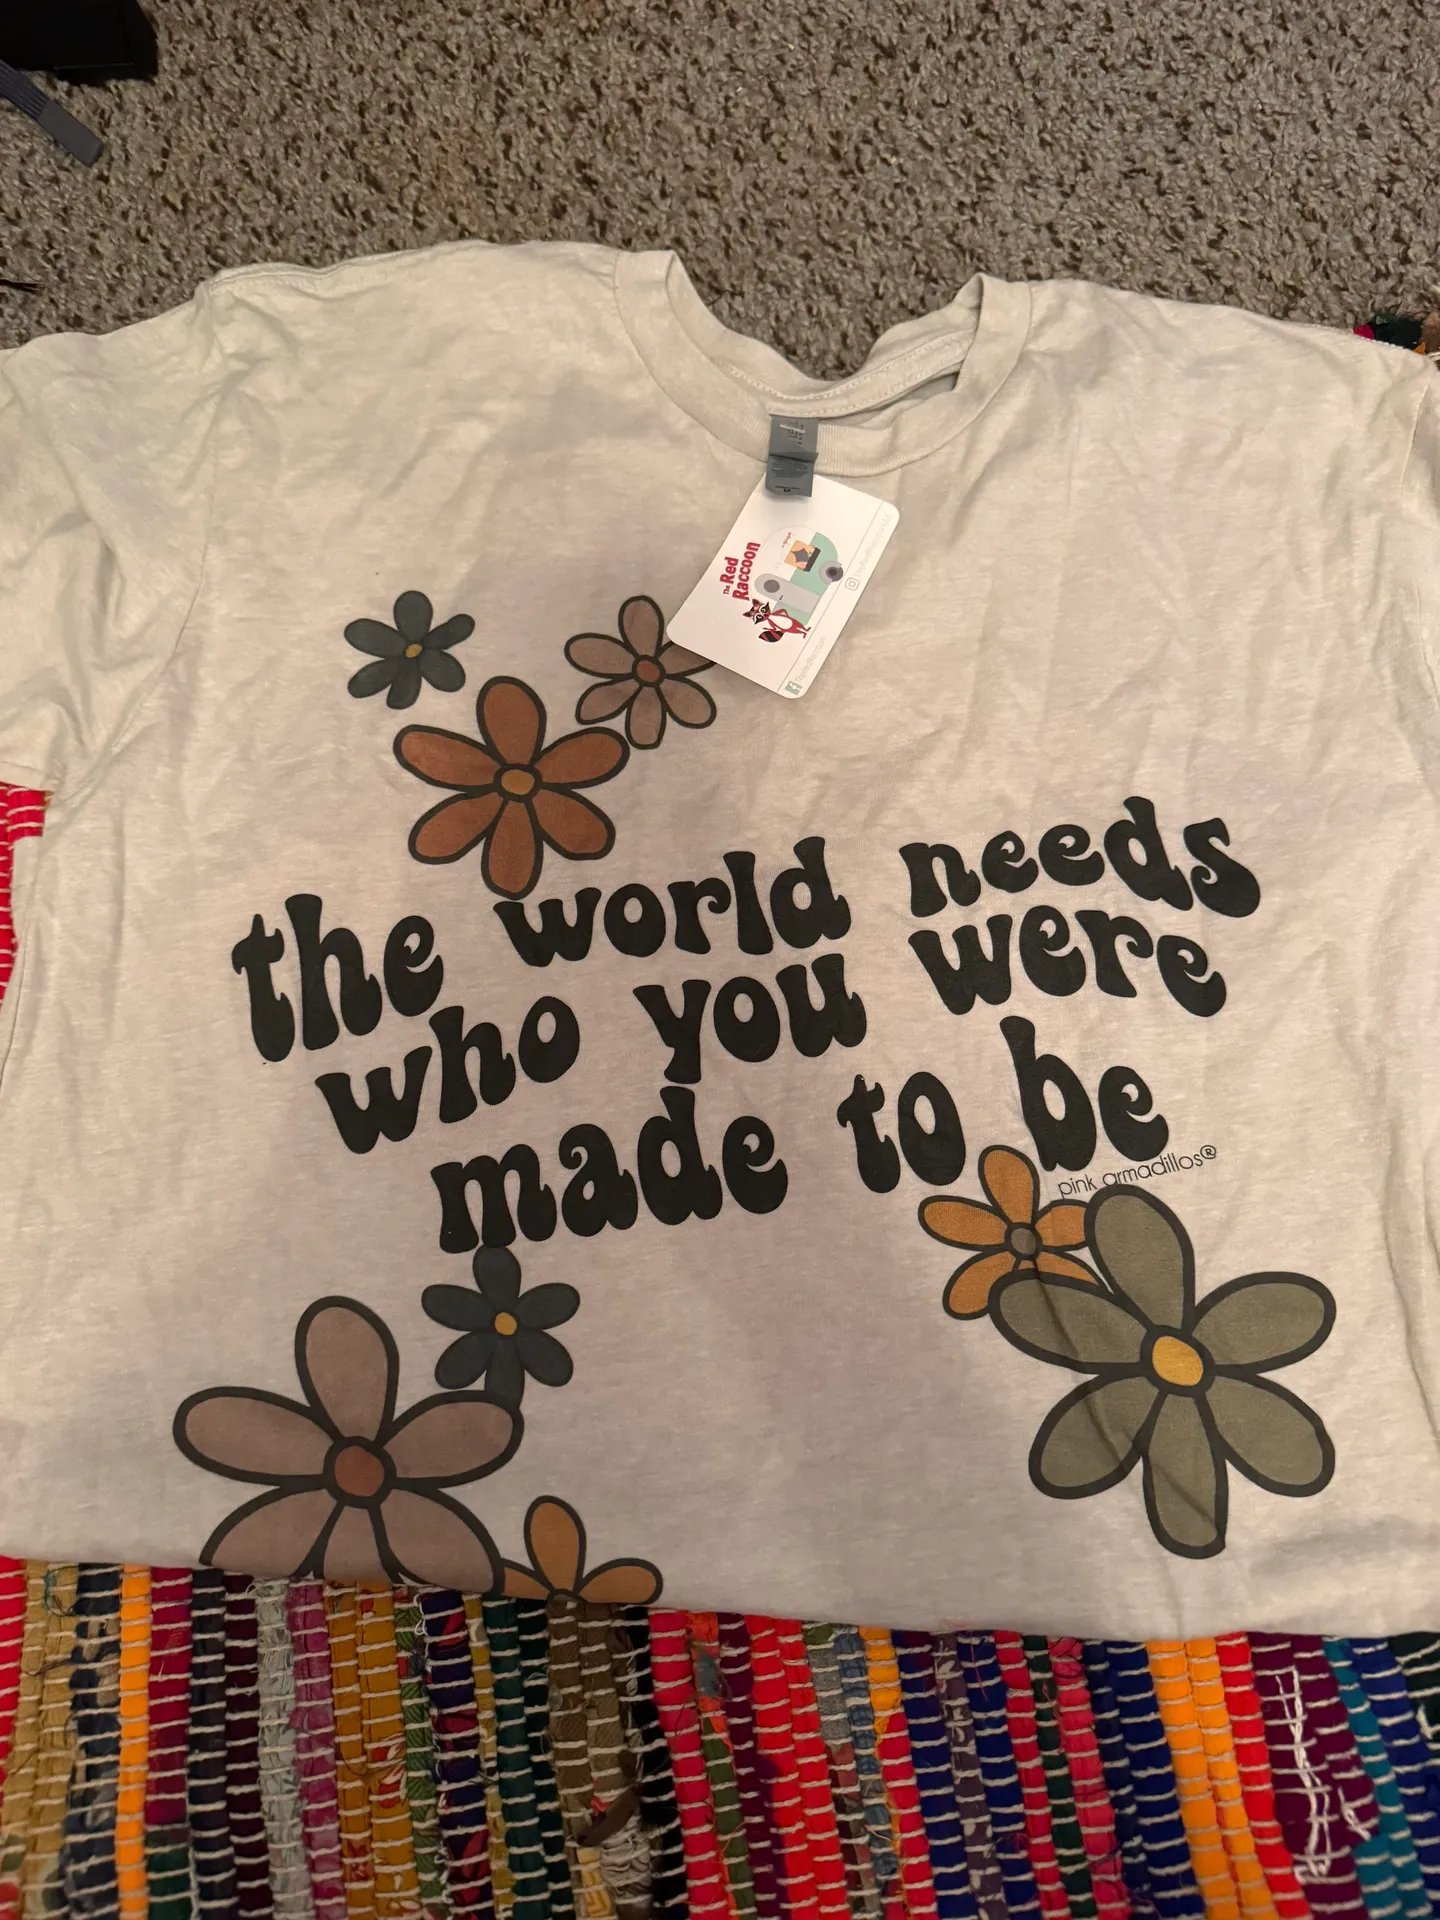 The Red
Raccoon
the world needs
who you were
made to be
pink armadillos®